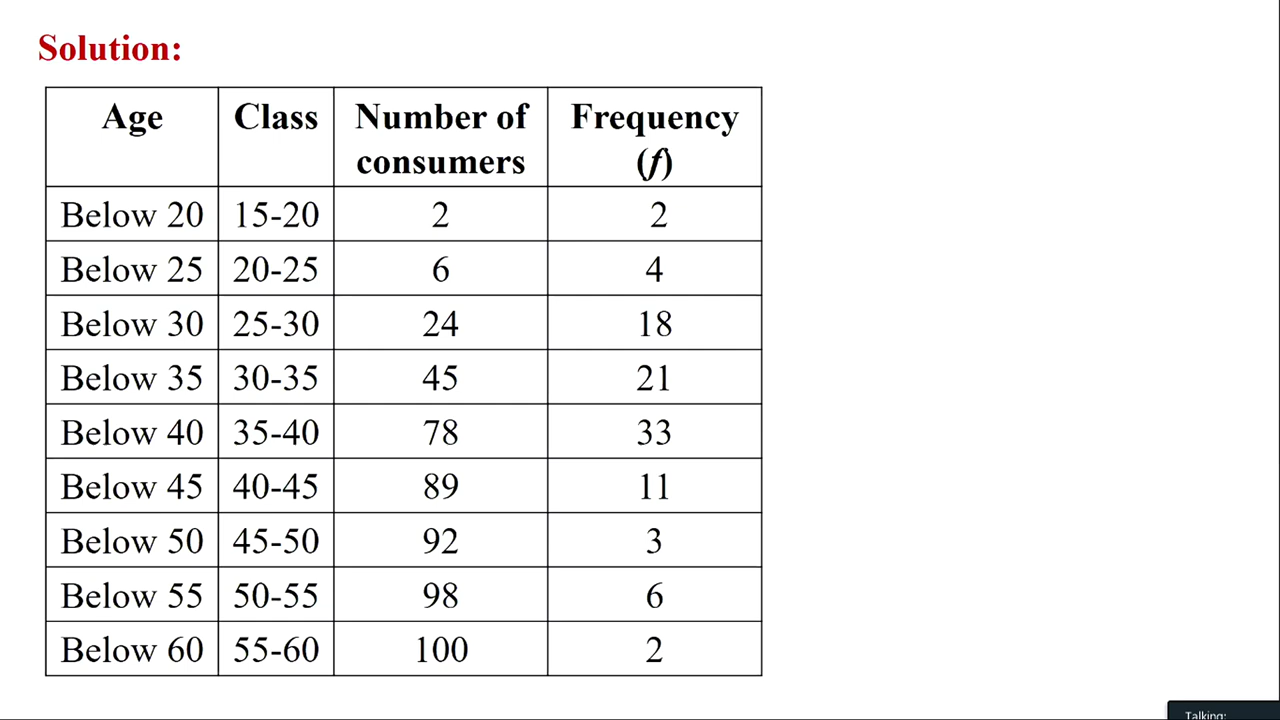 Solution:
Age Class Number of consumers Frequency (f)
Below 20 15-20 2 2
Below 25 20-25 6 4
Below 30 25-30 24 18
Below 35 30-35 45 21
Below 40 35-40 78 33
Below 45 40-45 89 11
Below 50 45-50 92 3
Below 55 50-55 98 6
Below 60 55-60 100 2
Talking: